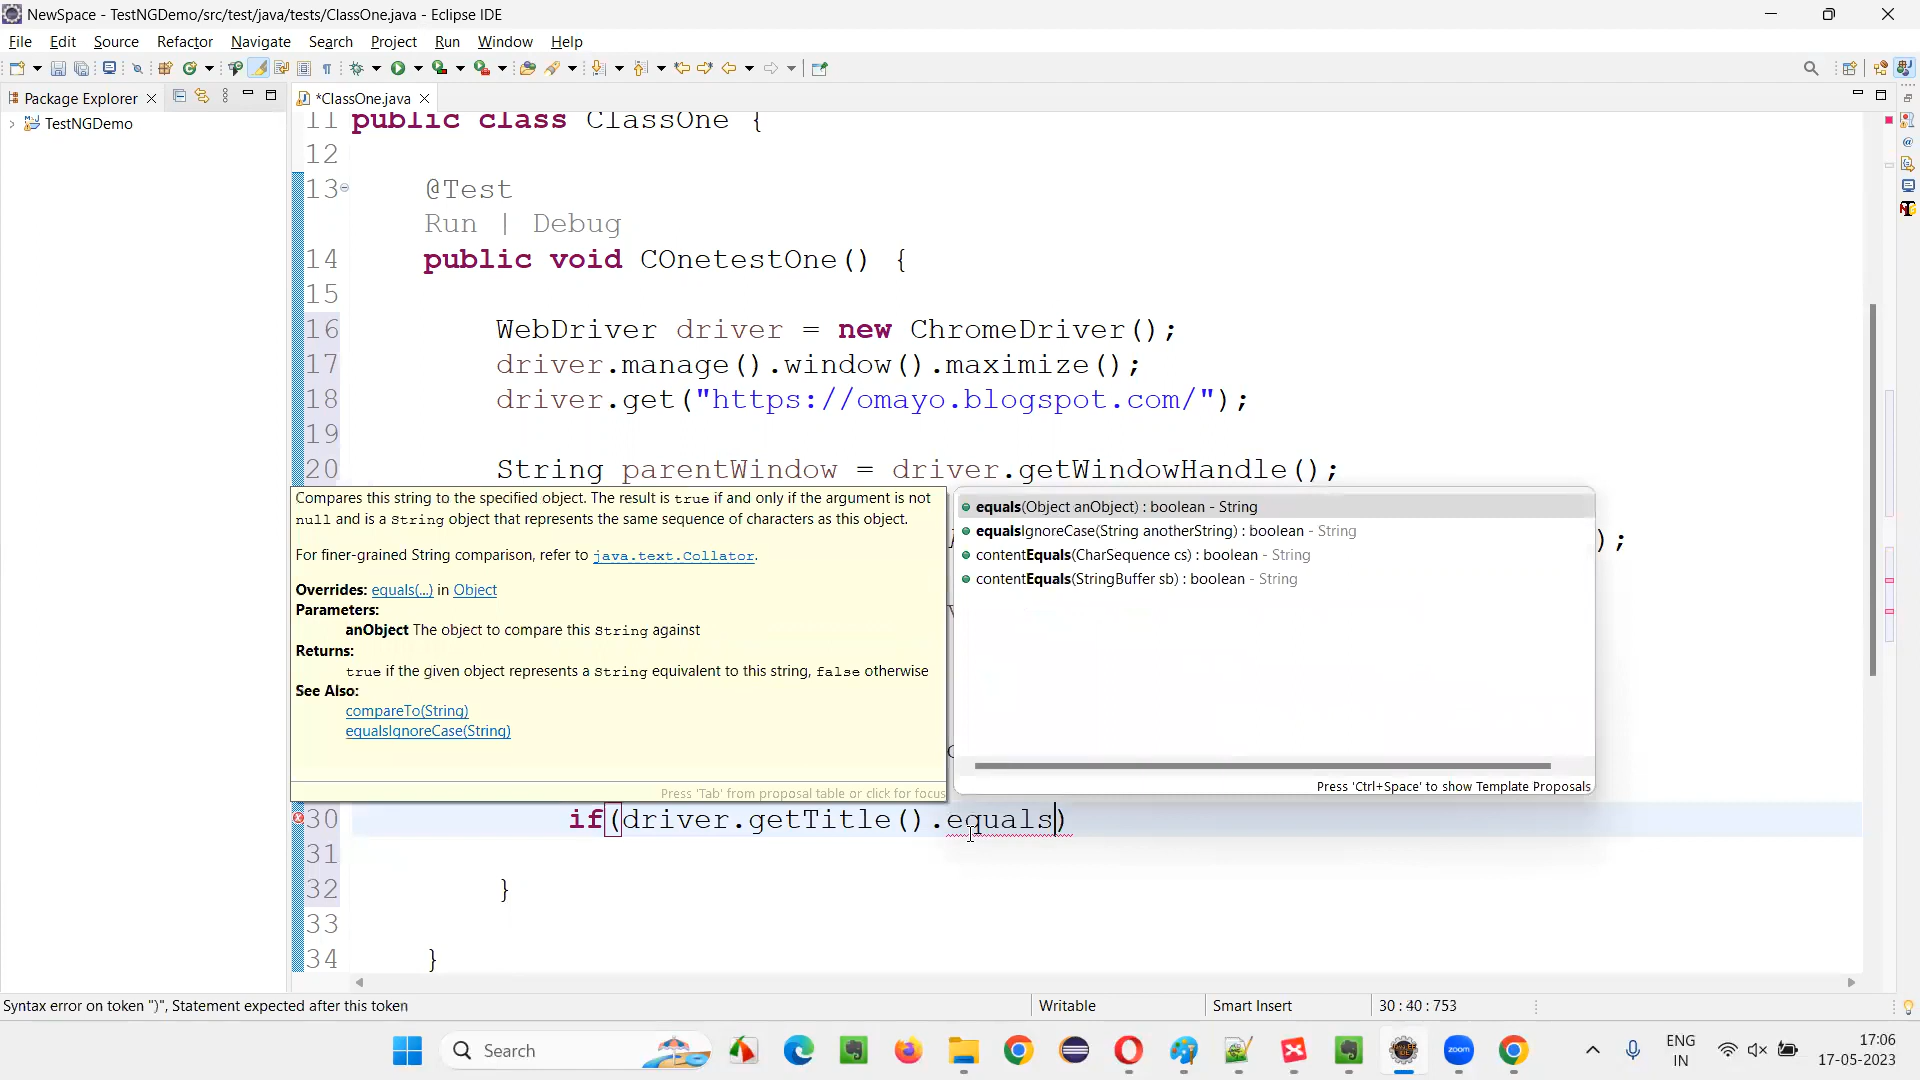 NewSpace - TestNGDemo/src/test/java/tests/ClassOne.java - Eclipse IDE
File Edit Source Refactor Navigate Search Project Run Window Help
Package Explorer
*ClassOne.java
TestNGDemo
11 public class ClassOne {
12
13 @Test
Run | Debug
14 public void COnetestOne() {
15
16 WebDriver driver = new ChromeDriver();
17 driver.manage().window().maximize();
18 driver.get("https://omayo.blogspot.com/");
19
20 String parentWindow = driver.getWindowHandle();
);
Compares this string to the specified object. The result is true if and only if the argument is not
null and is a String object that represents the same sequence of characters as this object.
For finer-grained String comparison, refer to java.text.Collator.
Overrides: equals(...) in Object
Parameters:
anObject The object to compare this String against
Returns:
true if the given object represents a String equivalent to this string, false otherwise
See Also:
compareTo(String)
equalsIgnoreCase(String)
Press 'Tab' from proposal table or click for focus
equals(Object anObject) : boolean - String
equalsIgnoreCase(String anotherString) : boolean - String
contentEquals(CharSequence cs) : boolean - String
contentEquals(StringBuffer sb) : boolean - String
Press 'Ctrl+Space' to show Template Proposals
30 if(driver.getTitle().equals)
31
32 }
33
34 }
Syntax error on token ")", Statement expected after this token
Writable
Smart Insert
30 : 40 : 753
Search
zoom
ENG
IN
17:06
17-05-2023